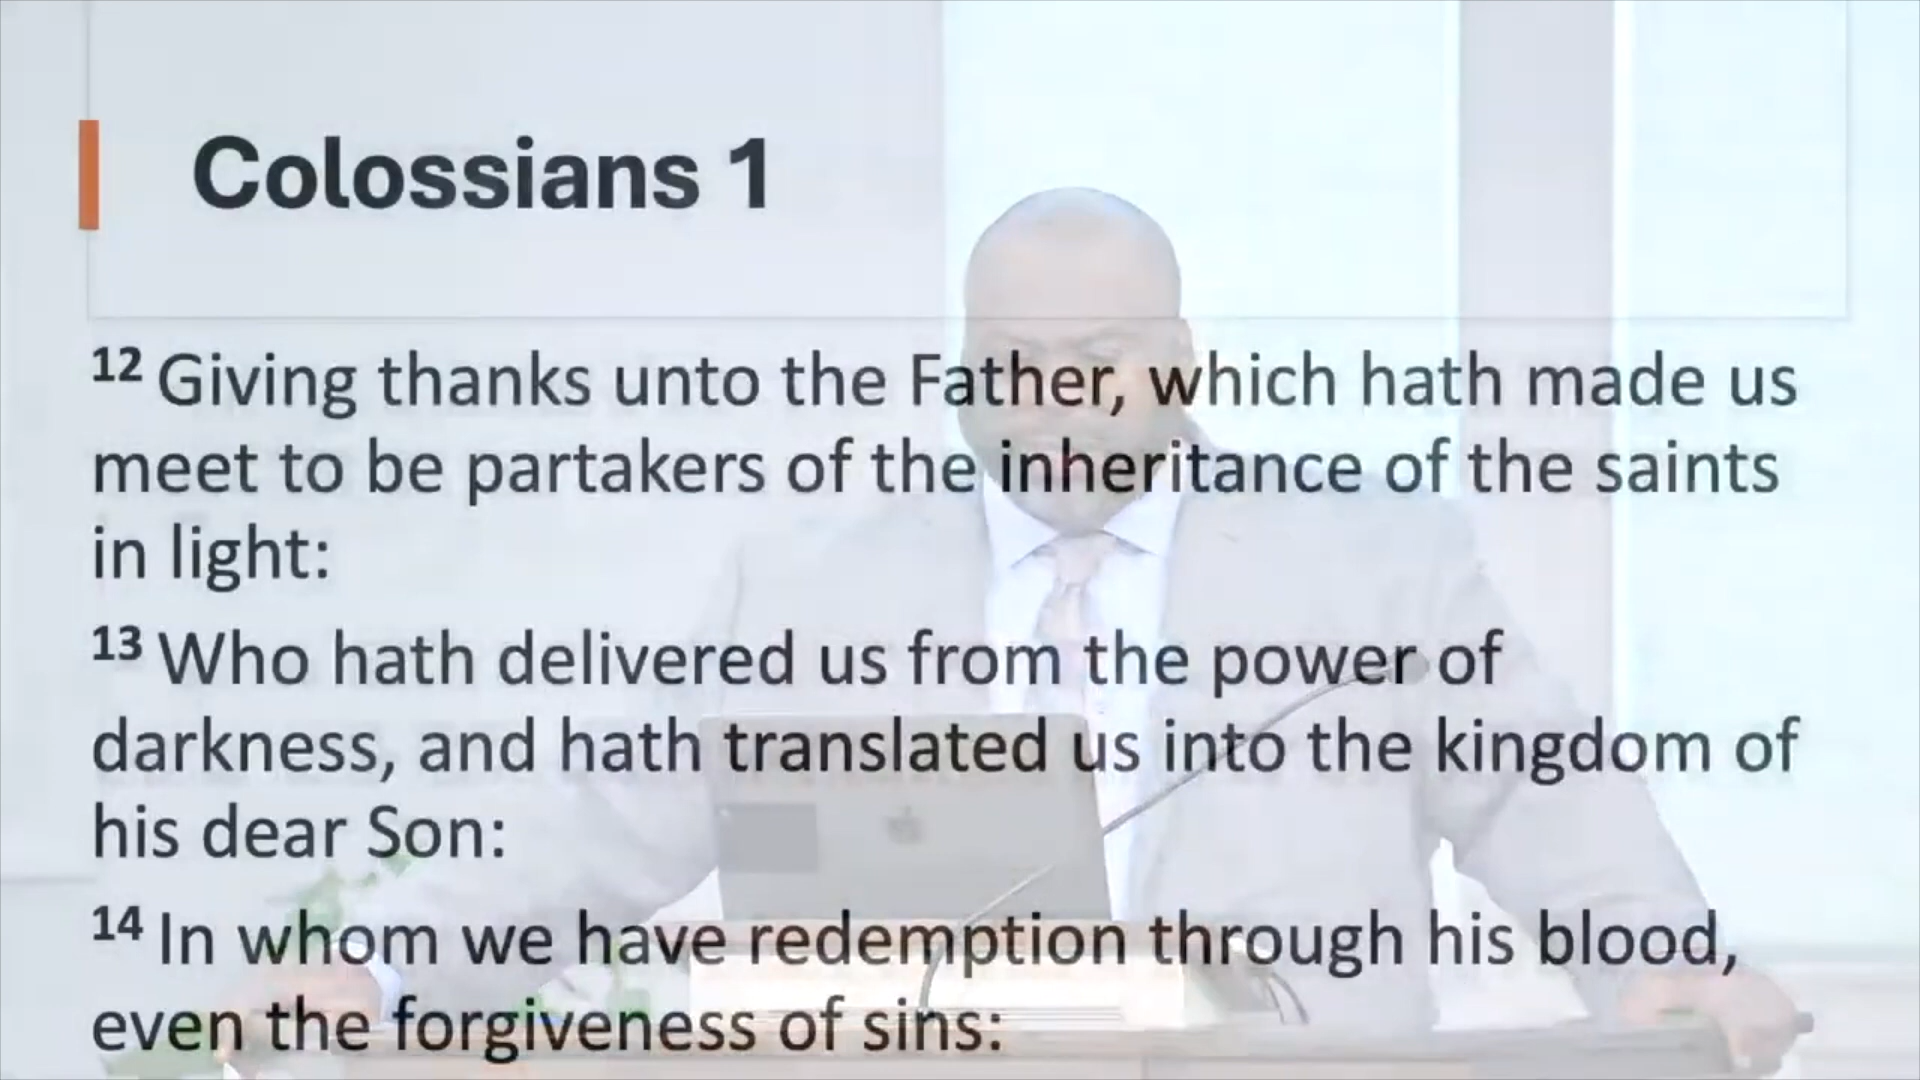 Colossians 1
12 Giving thanks unto the Father, which hath made us
meet to be partakers of the inheritance of the saints
in light:
13 Who hath delivered us from the power of
darkness, and hath translated us into the kingdom of
his dear Son:
14 In whom we have redemption through his blood,
even the forgiveness of sins: